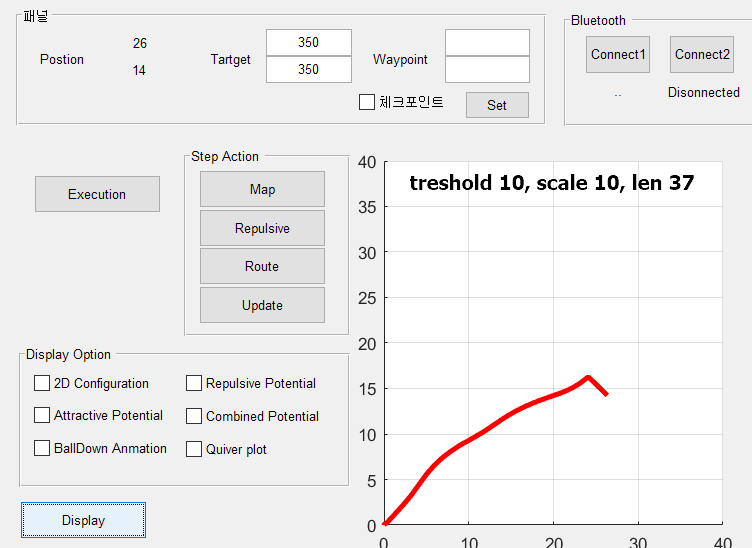 패널
Postion
26
14
Tartget
350
350
Waypoint
체크포인트
Set
Bluetooth
Connect1
Connect2
..
Disonnected
Execution
Step Action
Map
Repulsive
Route
Update
Display Option
2D Configuration
Repulsive Potential
Attractive Potential
Combined Potential
BallDown Anmation
Quiver plot
Display
treshold 10, scale 10, len 37
40
35
30
25
20
15
10
5
0
0
10
20
30
40